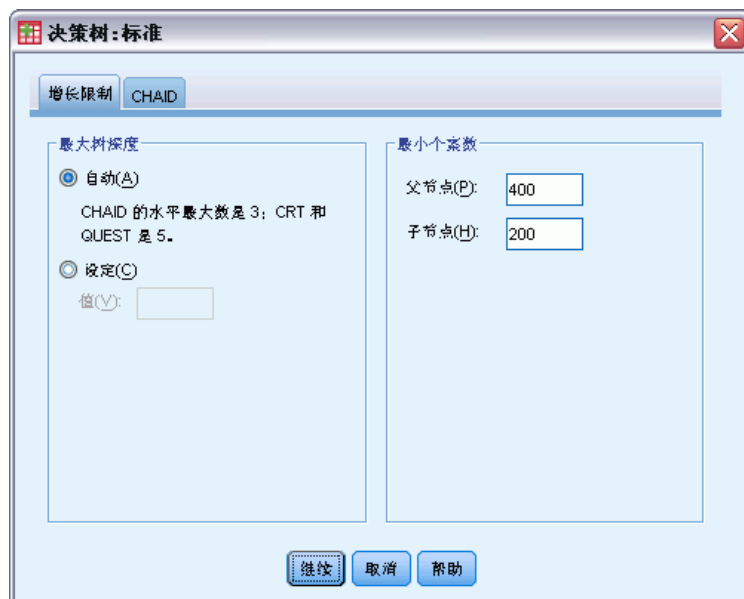 决策树:标准
增长限制 CHAID
最大树深度
自动(A)
CHAID 的水平最大数是 3；CRT 和
QUEST 是 5。
设定(C)
值(V):
最小个案数
父节点(P): 400
子节点(H): 200
继续 取消 帮助